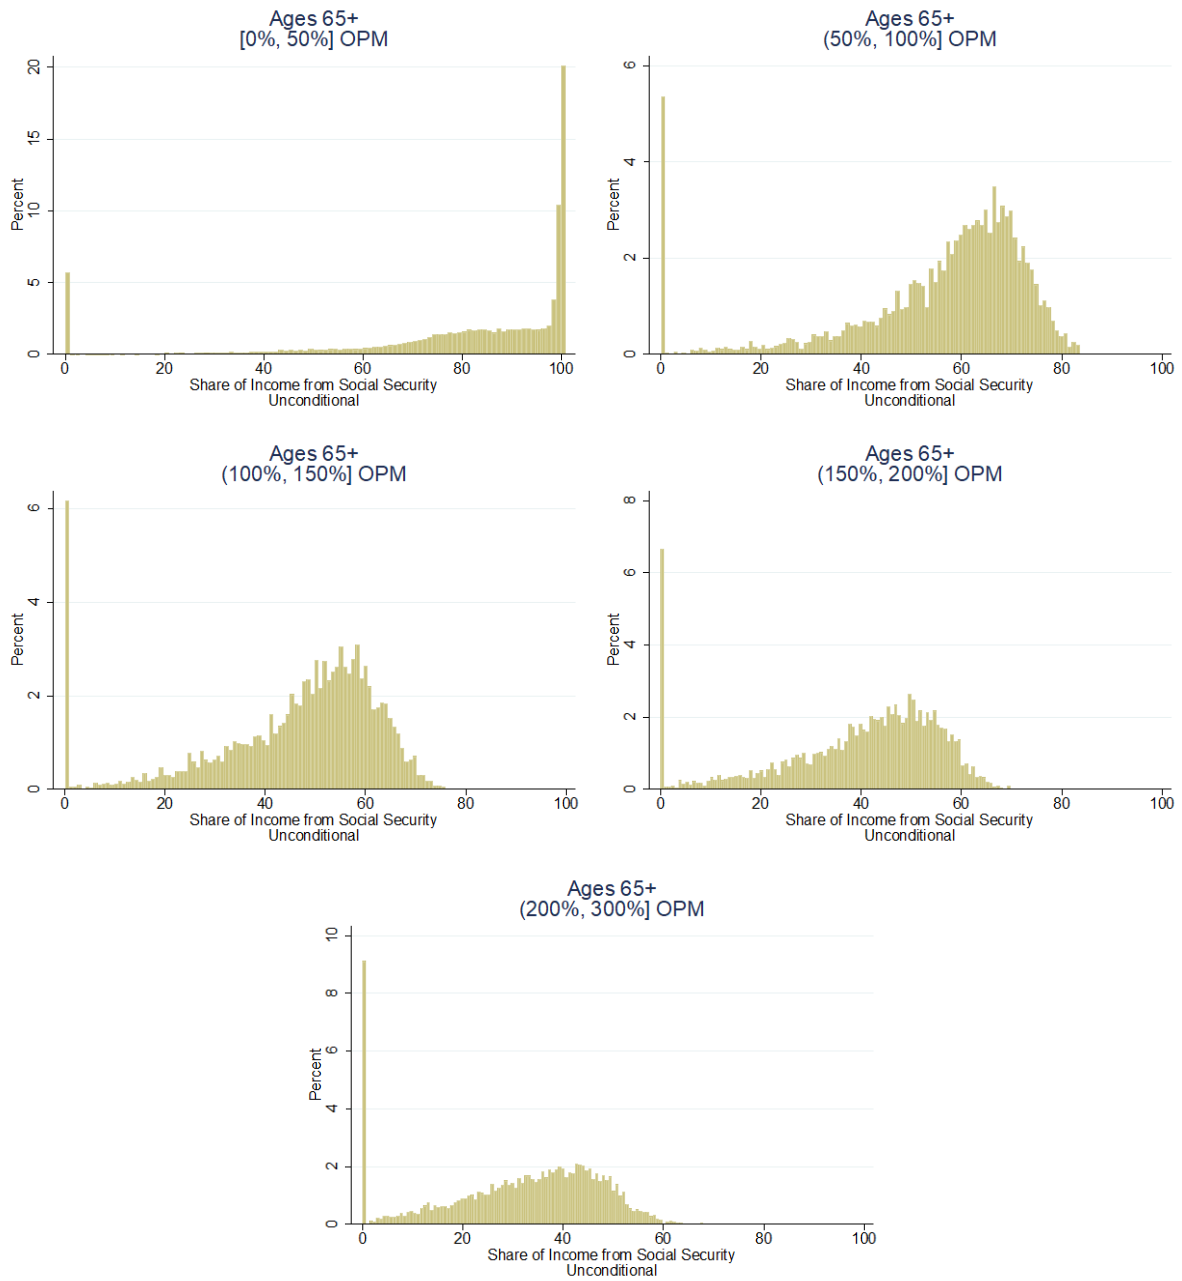 Ages 65+
[0%, 50%] OPM
Percent
20
15
10
5
0
0 20 40 60 80 100
Share of Income from Social Security
Unconditional
Ages 65+
(50%, 100%] OPM
Percent
6
4
2
0
0 20 40 60 80 100
Share of Income from Social Security
Unconditional
Ages 65+
(100%, 150%] OPM
Percent
6
4
2
0
0 20 40 60 80 100
Share of Income from Social Security
Unconditional
Ages 65+
(150%, 200%] OPM
Percent
8
6
4
2
0
0 20 40 60 80 100
Share of Income from Social Security
Unconditional
Ages 65+
(200%, 300%] OPM
Percent
10
8
6
4
2
0
0 20 40 60 80 100
Share of Income from Social Security
Unconditional